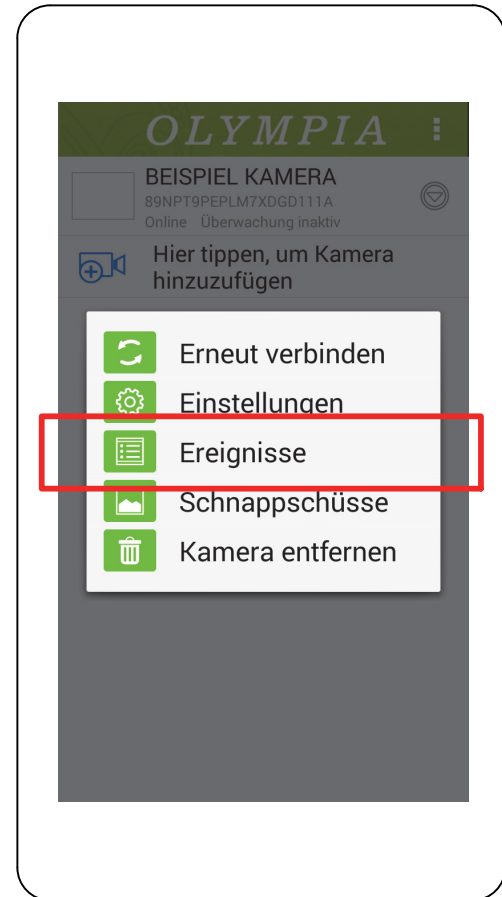 OLYMPIA
BEISPIEL KAMERA
89NPT9PEPLM7XDGD111A
Online Überwachung inaktiv
Hier tippen, um Kamera
hinzuzufügen
Erneut verbinden
Einstellungen
Ereignisse
Schnappschüsse
Kamera entfernen